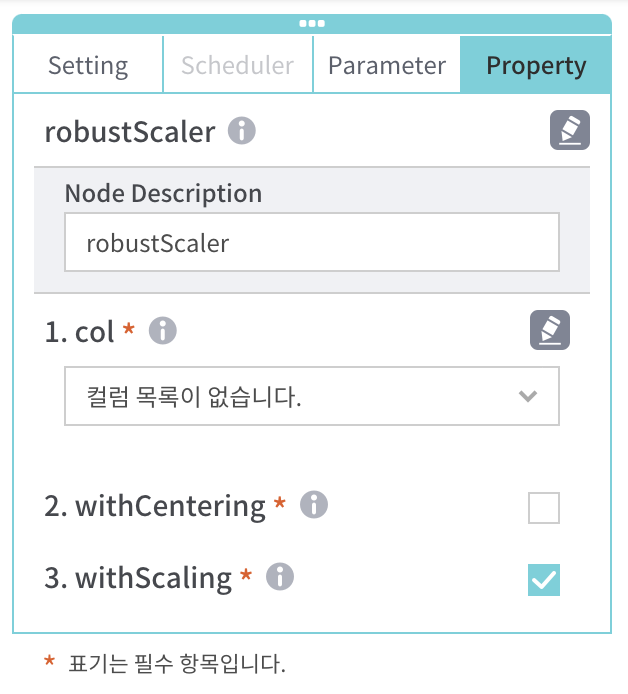 Setting Scheduler Parameter Property
robustScaler
Node Description
robustScaler
1. col *
컬럼 목록이 없습니다.
2. withCentering *
3. withScaling *
* 표기는 필수 항목입니다.